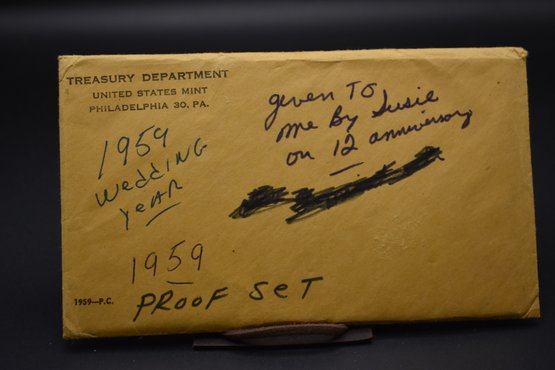 TREASURY DEPARTMENT
UNITED STATES MINT
PHILADELPHIA 30, PA.
1959
wedding
yeAR
given To
me By Susie
on 12 anniversary
1959
PROOF SeT
1959—P.C.